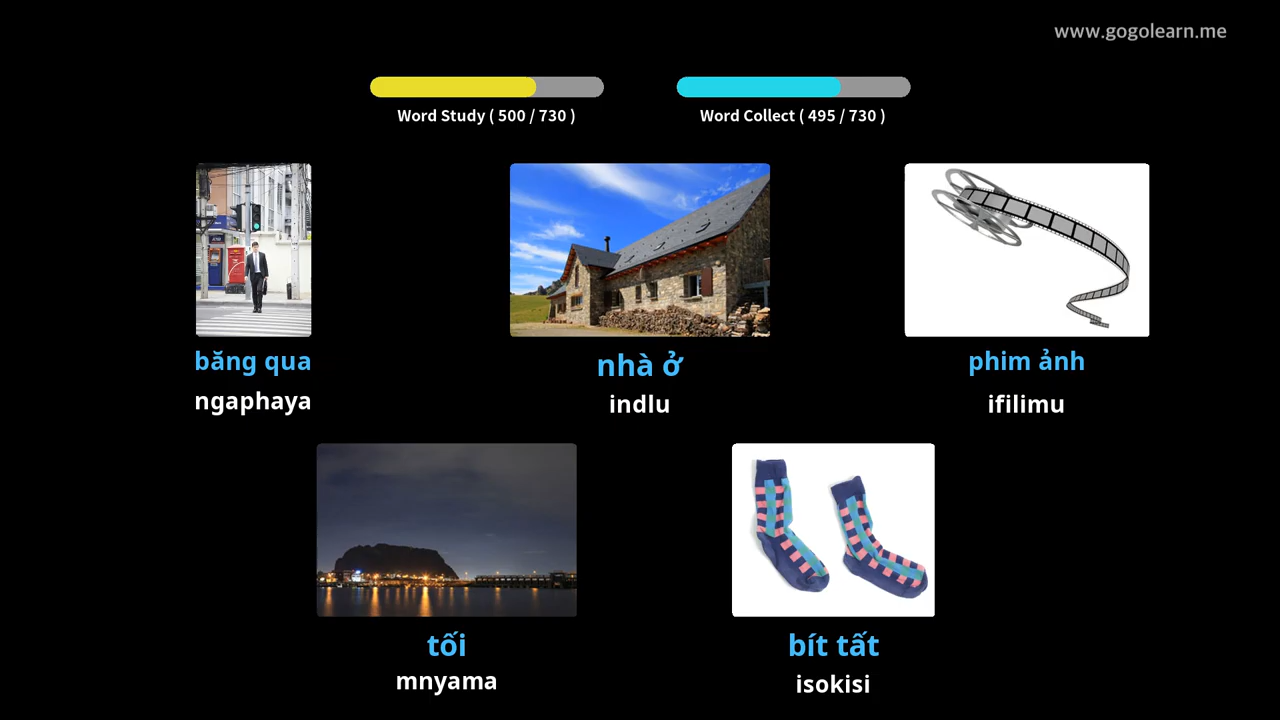 www.gogolearn.me
Word Study ( 500 / 730 )
Word Collect ( 495 / 730 )
băng qua
ngaphaya
nhà ở
indlu
phim ảnh
ifilimu
tối
mnyama
bít tất
isokisi